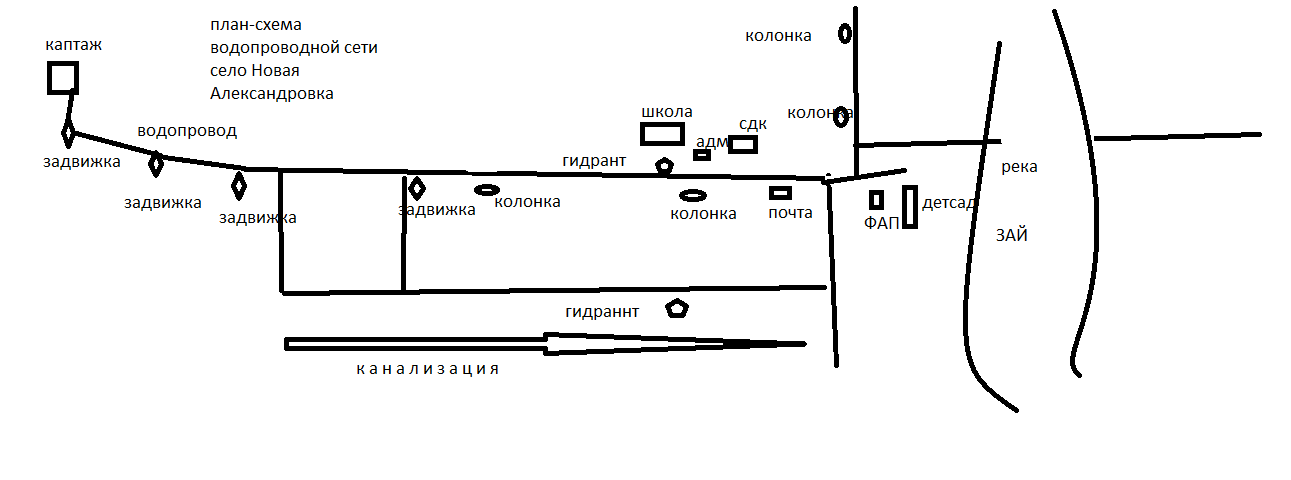 план-схема
водопроводной сети
село Новая
Александровка
каптаж
колонка
школа
колонка
сдк
водопровод
адм
задвижка
гидрант
река
задвижка
задвижка
задвижка
колонка
колонка
почта
ФАП
детсад
ЗАЙ
гидраннт
канализация